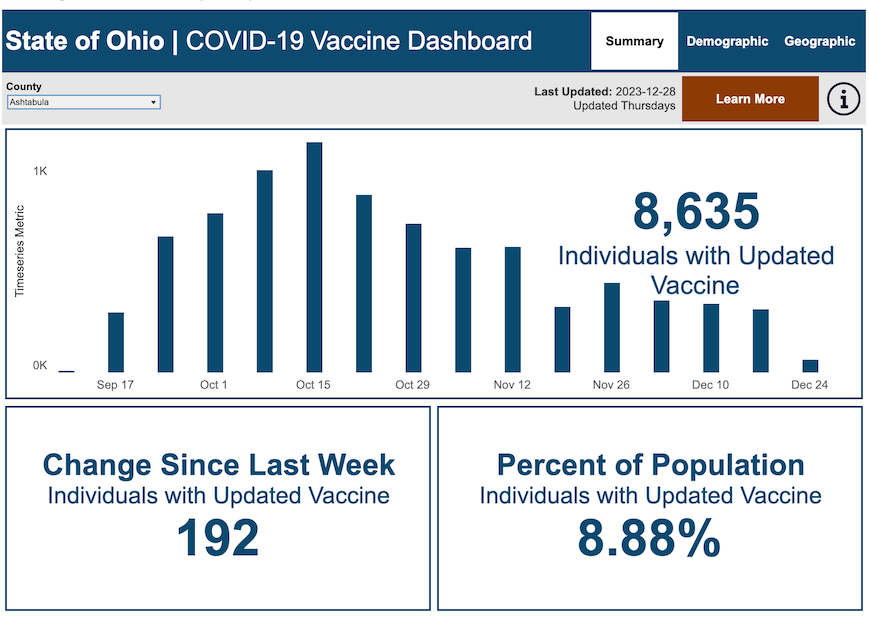 State of Ohio | COVID-19 Vaccine Dashboard
Summary
Demographic
Geographic
County
Ashtabula
Last Updated: 2023-12-28
Updated Thursdays
Learn More
i
1K
Timeseries Metric
0K
8,635
Individuals with Updated
Vaccine
Sep 17
Oct 1
Oct 15
Oct 29
Nov 12
Nov 26
Dec 10
Dec 24
Change Since Last Week
Individuals with Updated Vaccine
192
Percent of Population
Individuals with Updated Vaccine
8.88%